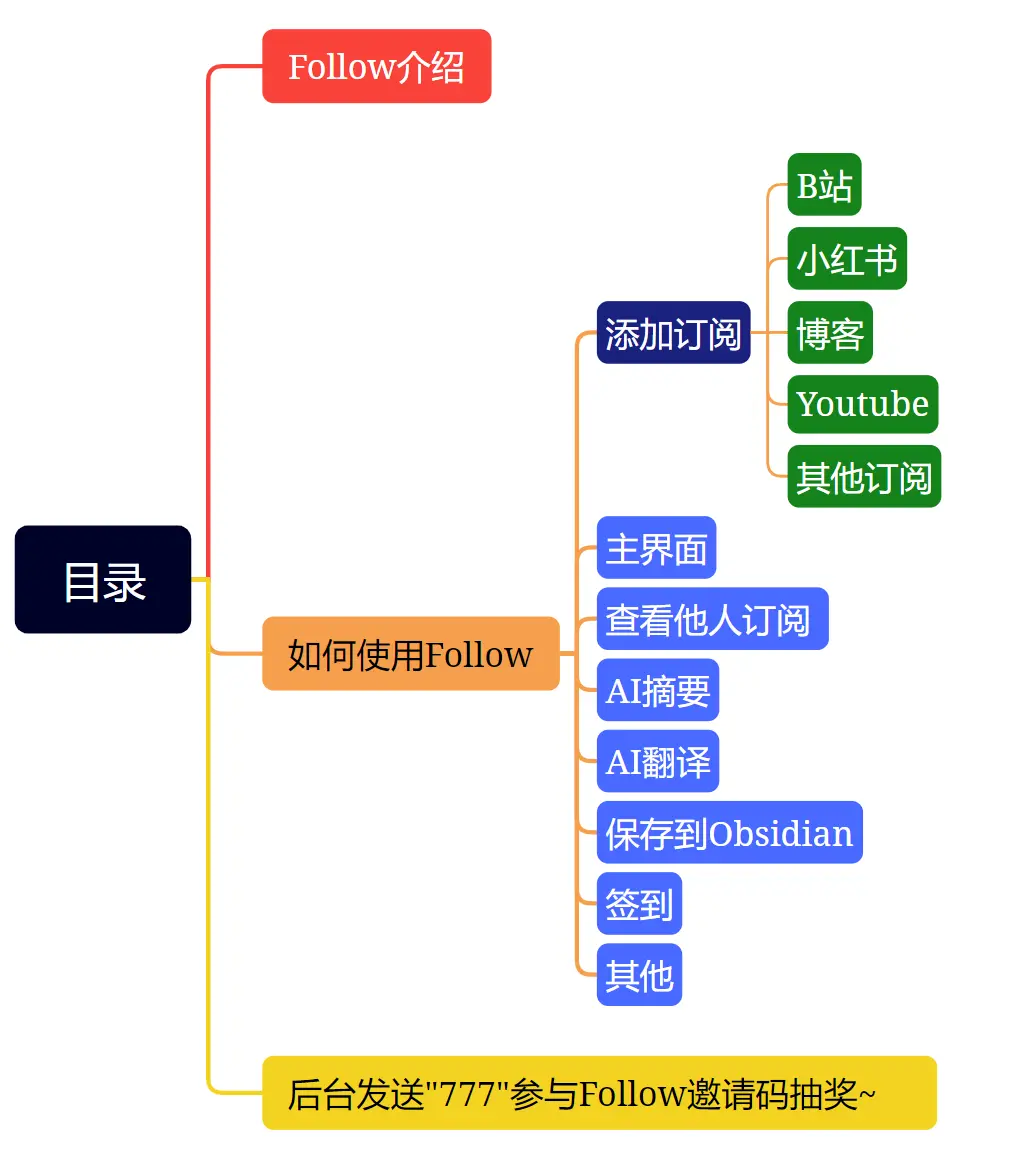 目录
Follow介绍
如何使用Follow
添加订阅
B站
小红书
博客
Youtube
其他订阅
主界面
查看他人订阅
AI摘要
AI翻译
保存到Obsidian
签到
其他
后台发送"777"参与Follow邀请码抽奖~